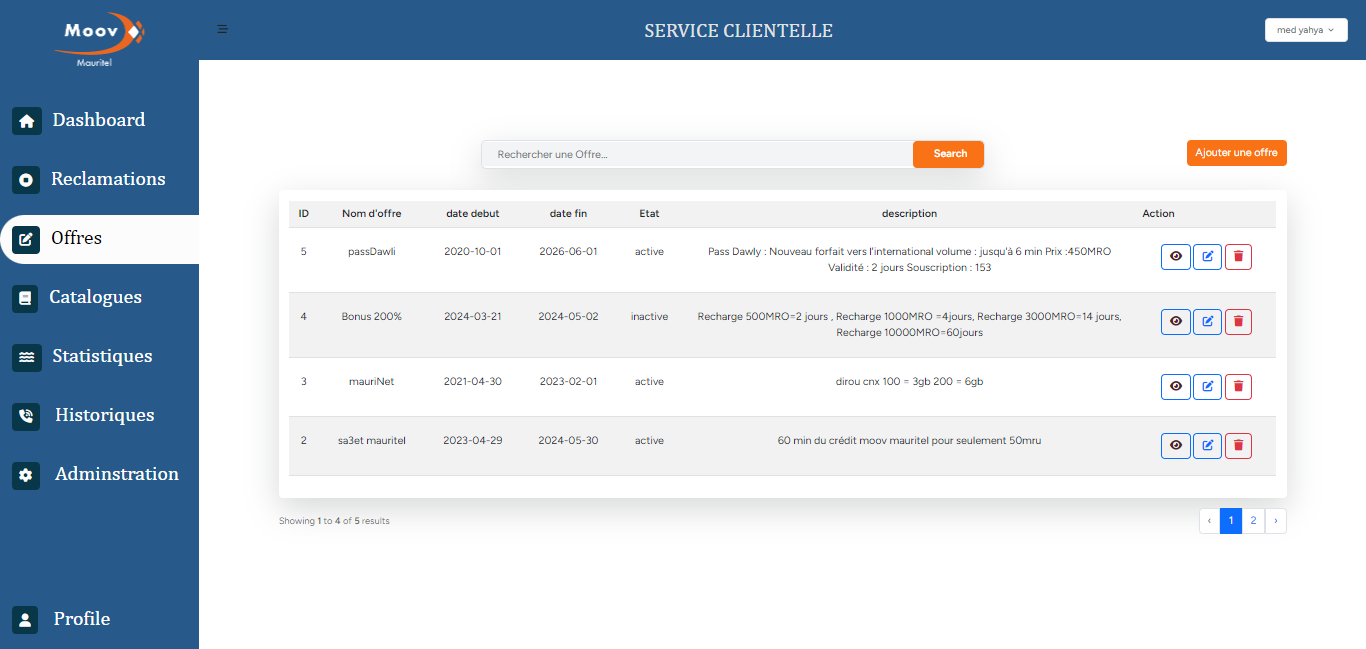 Moov
Mauritel
SERVICE CLIENTELLE
med yahya
Dashboard
Reclamations
Offres
Catalogues
Statistiques
Historiques
Adminstration
Profile
Rechercher une Offre...
Search
Ajouter une offre
ID Nom d'offre date debut date fin Etat description Action
5 passDawli 2020-10-01 2026-06-01 active Pass Dawly : Nouveau forfait vers l'international volume : jusqu'à 6 min Prix :450MRO
Validité : 2 jours Souscription : 153
4 Bonus 200% 2024-03-21 2024-05-02 inactive Recharge 500MRO=2 jours , Recharge 1000MRO =4jours, Recharge 3000MRO=14 jours,
Recharge 10000MRO=60jours
3 mauriNet 2021-04-30 2023-02-01 active dirou cnx 100 = 3gb 200 = 6gb
2 sa3et mauritel 2023-04-29 2024-05-30 active 60 min du crédit moov mauritel pour seulement 50mru
Showing 1 to 4 of 5 results
‹ 1 2 ›